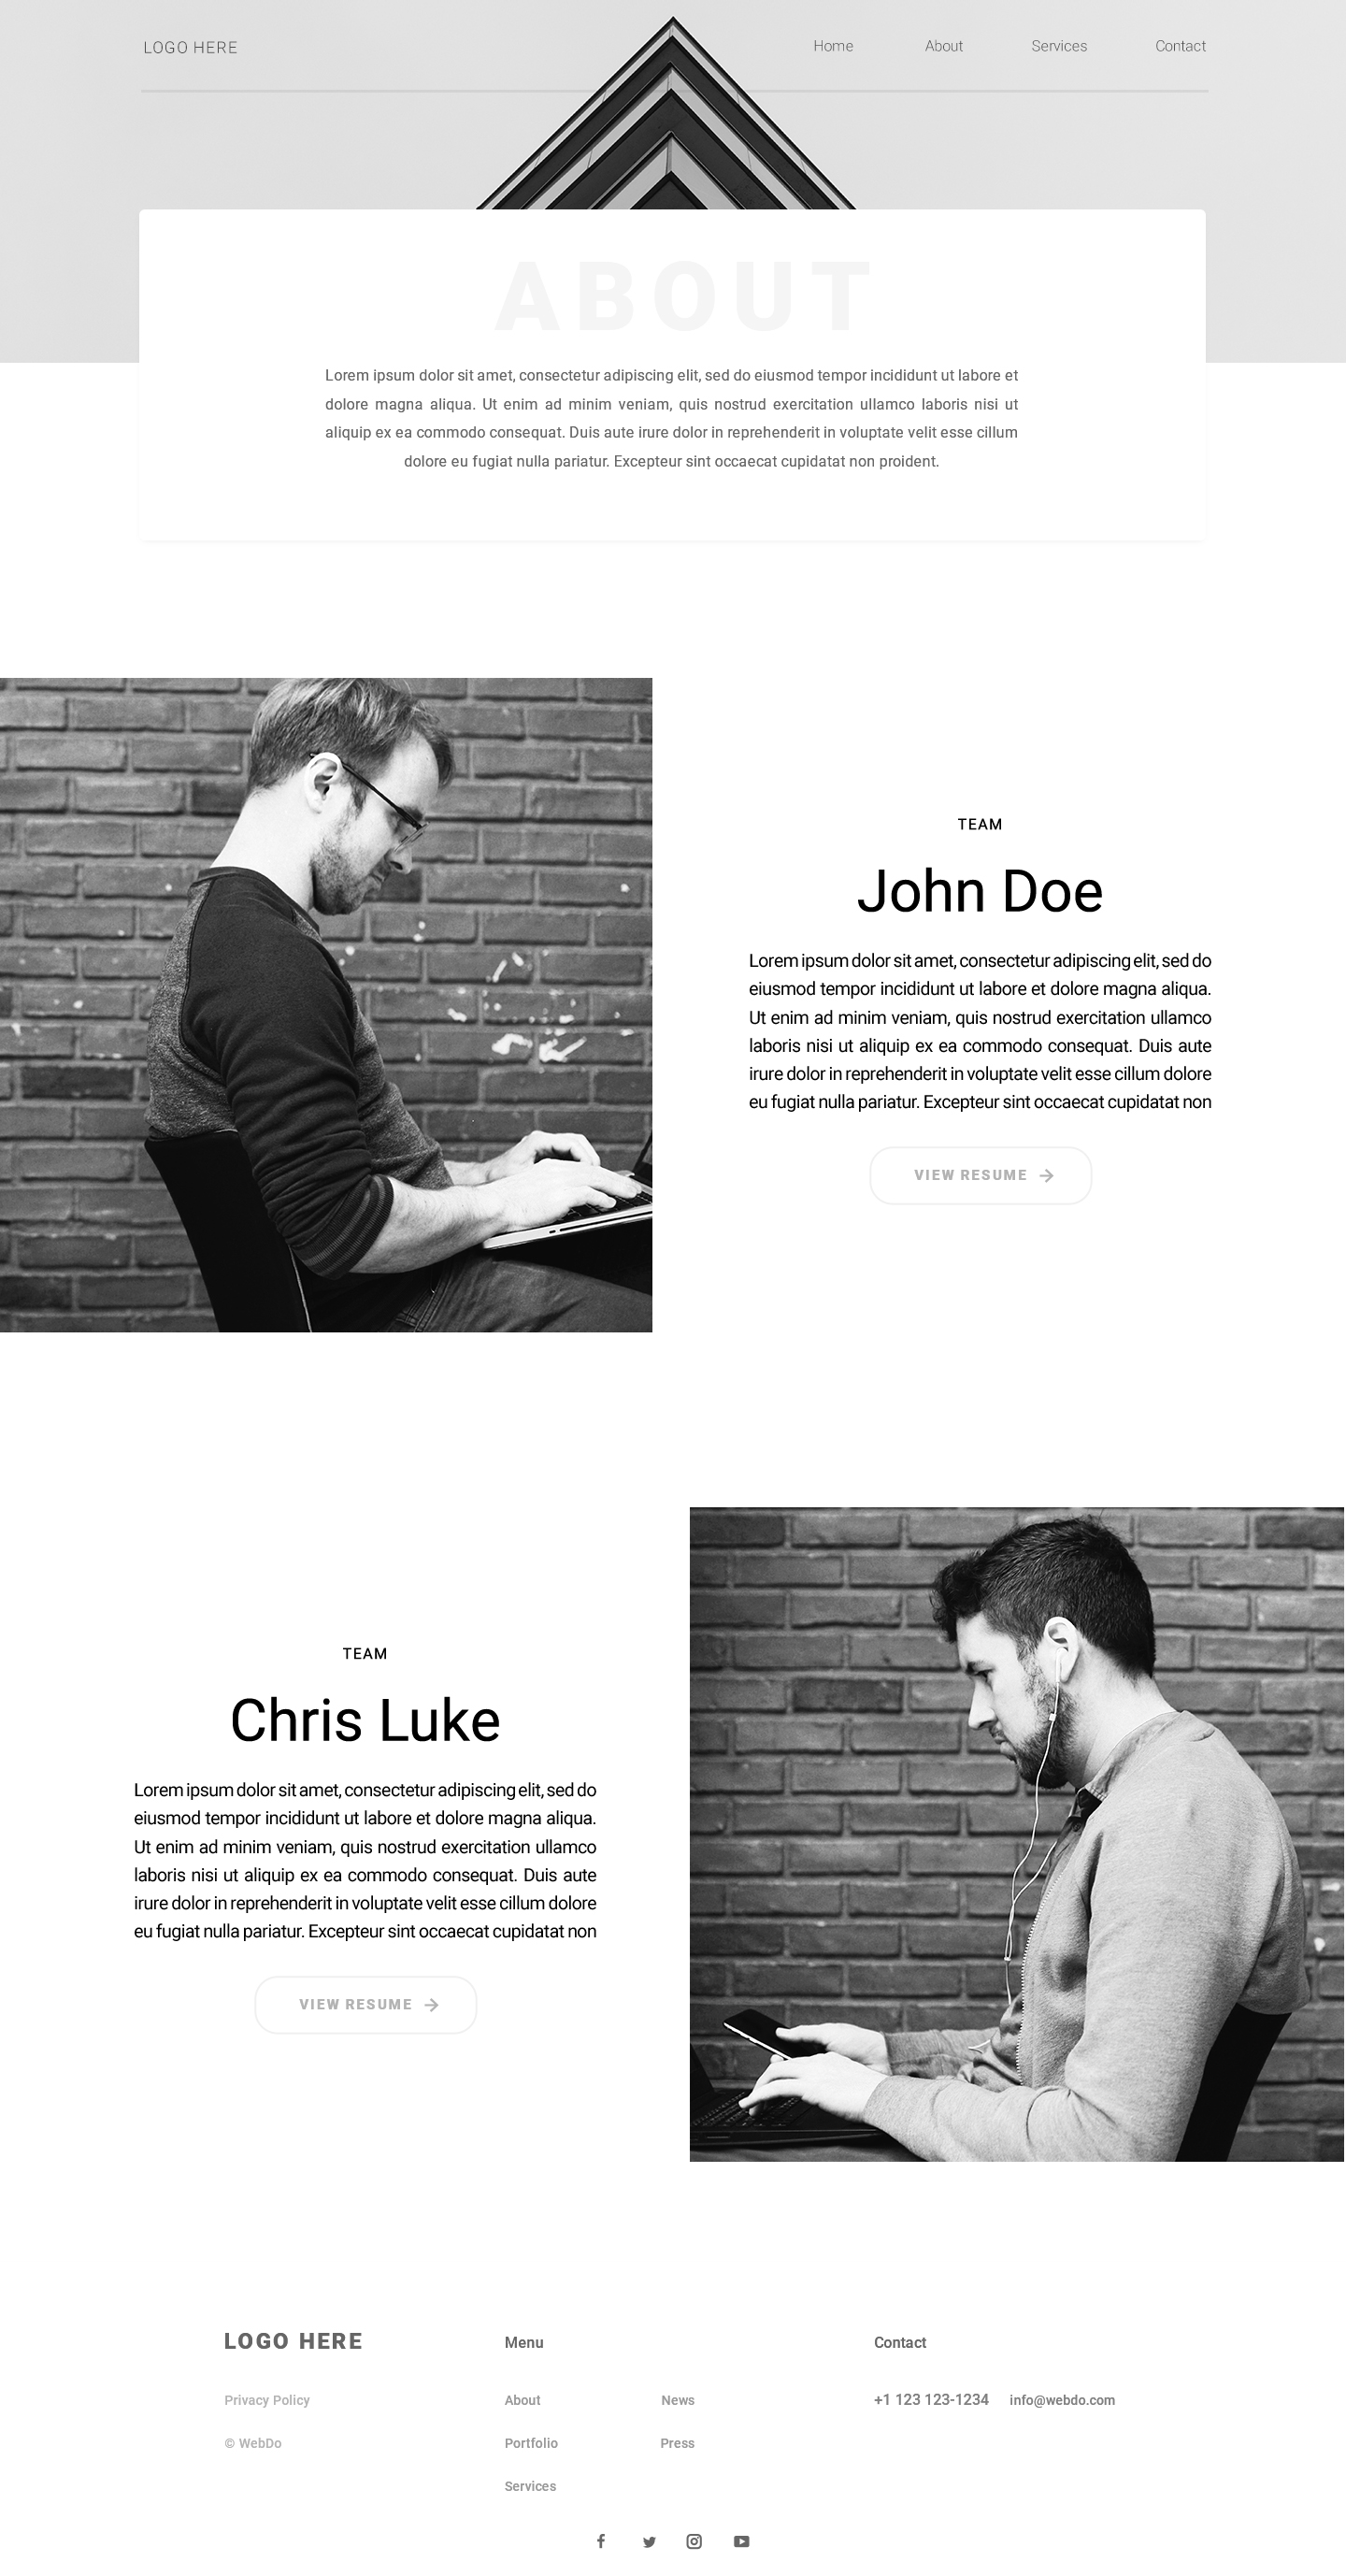 LOGO HERE
Home About Services Contact
ABOUT
Lorem ipsum dolor sit amet, consectetur adipiscing elit, sed do eiusmod tempor incididunt ut labore et
dolore magna aliqua. Ut enim ad minim veniam, quis nostrud exercitation ullamco laboris nisi ut
aliquip ex ea commodo consequat. Duis aute irure dolor in reprehenderit in voluptate velit esse cillum
dolore eu fugiat nulla pariatur. Excepteur sint occaecat cupidatat non proident.
TEAM
John Doe
Lorem ipsum dolor sit amet, consectetur adipiscing elit, sed do
eiusmod tempor incididunt ut labore et dolore magna aliqua.
Ut enim ad minim veniam, quis nostrud exercitation ullamco
laboris nisi ut aliquip ex ea commodo consequat. Duis aute
irure dolor in reprehenderit in voluptate velit esse cillum dolore
eu fugiat nulla pariatur. Excepteur sint occaecat cupidatat non
VIEW RESUME
TEAM
Chris Luke
Lorem ipsum dolor sit amet, consectetur adipiscing elit, sed do
eiusmod tempor incididunt ut labore et dolore magna aliqua.
Ut enim ad minim veniam, quis nostrud exercitation ullamco
laboris nisi ut aliquip ex ea commodo consequat. Duis aute
irure dolor in reprehenderit in voluptate velit esse cillum dolore
eu fugiat nulla pariatur. Excepteur sint occaecat cupidatat non
VIEW RESUME
LOGO HERE
Privacy Policy
© WebDo
Menu
About
Portfolio
Services
News
Press
Contact
+1 123 123-1234 info@webdo.com